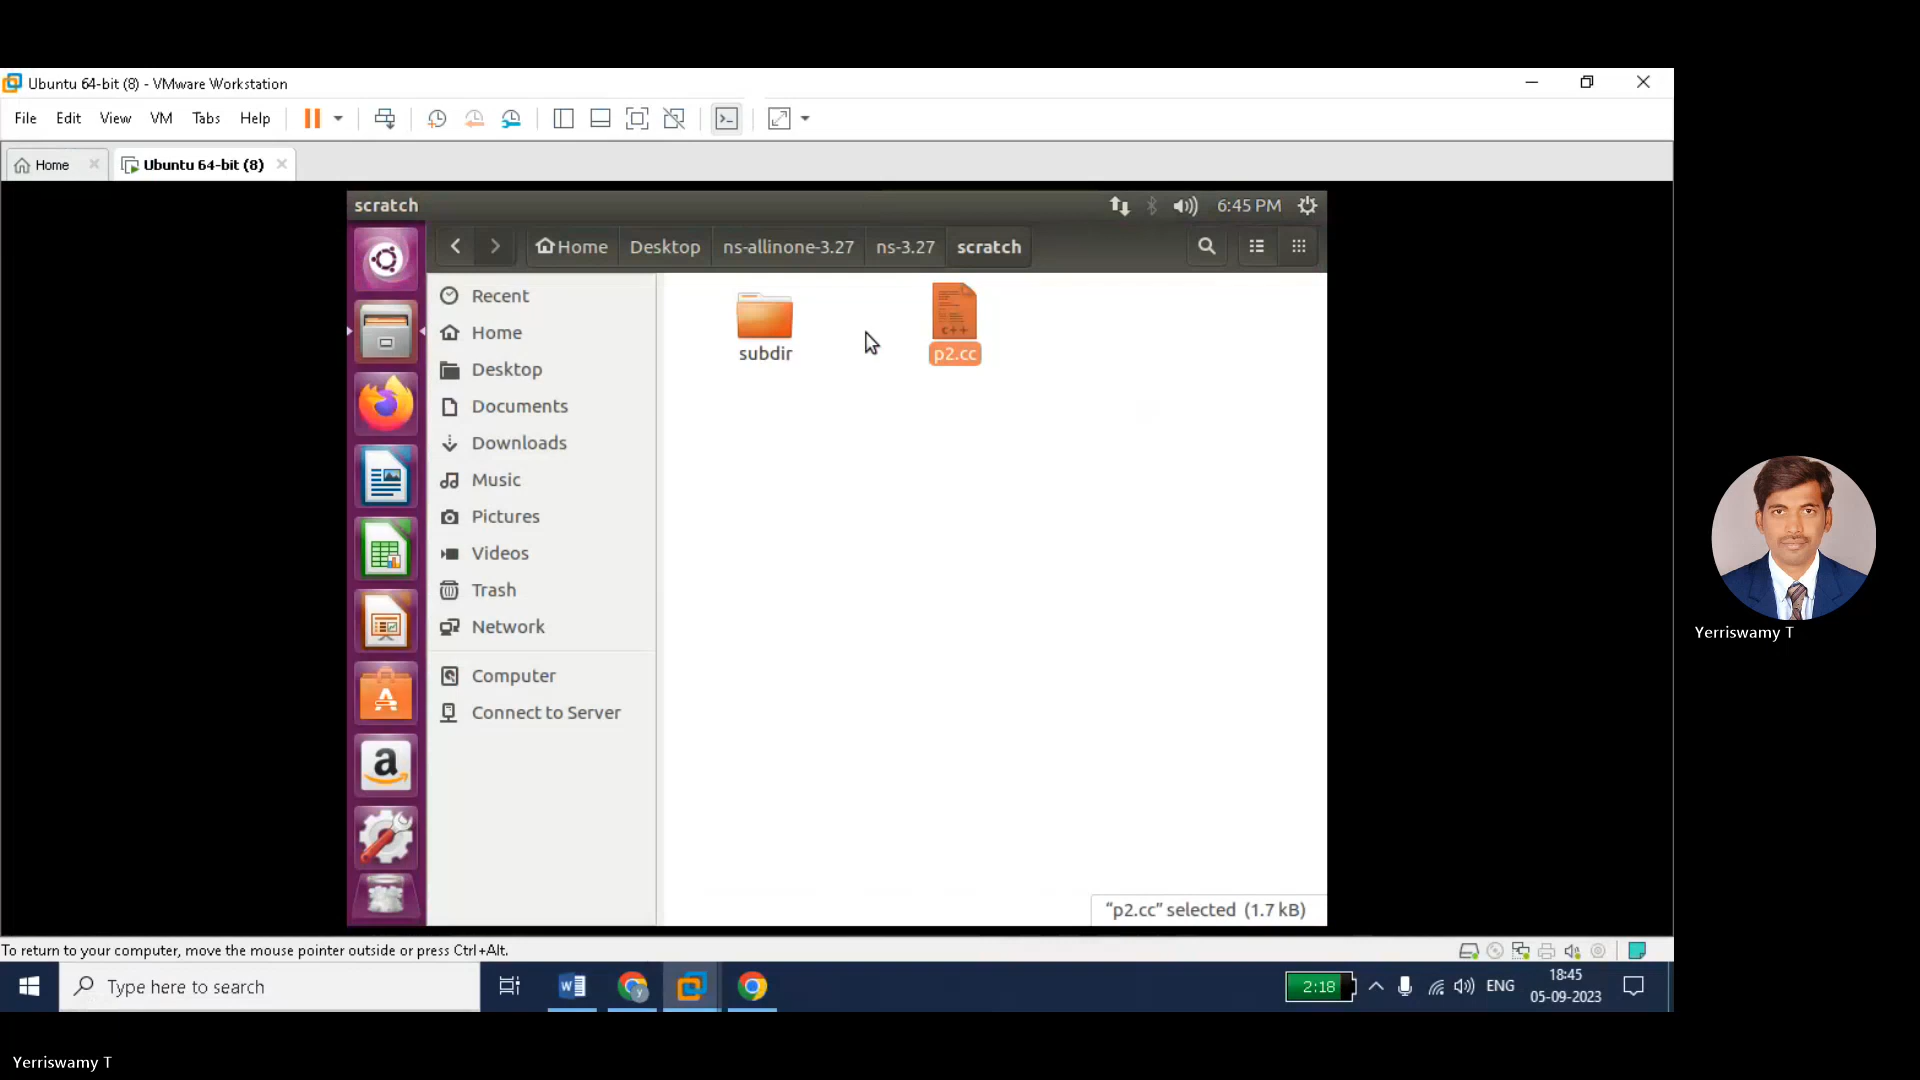 Ubuntu 64-bit (8) - VMware Workstation
File Edit View VM Tabs Help
Home Ubuntu 64-bit (8)
scratch 6:45 PM
Home Desktop ns-allinone-3.27 ns-3.27 scratch
Recent
Home
Desktop
Documents
Downloads
Music
Pictures
Videos
Trash
Network
Computer
Connect to Server
C++
subdir p2.cc
"p2.cc" selected (1.7 kB)
To return to your computer, move the mouse pointer outside or press Ctrl+Alt.
Type here to search
2:18 ENG 18:45
05-09-2023
Yerriswamy T
Yerriswamy T